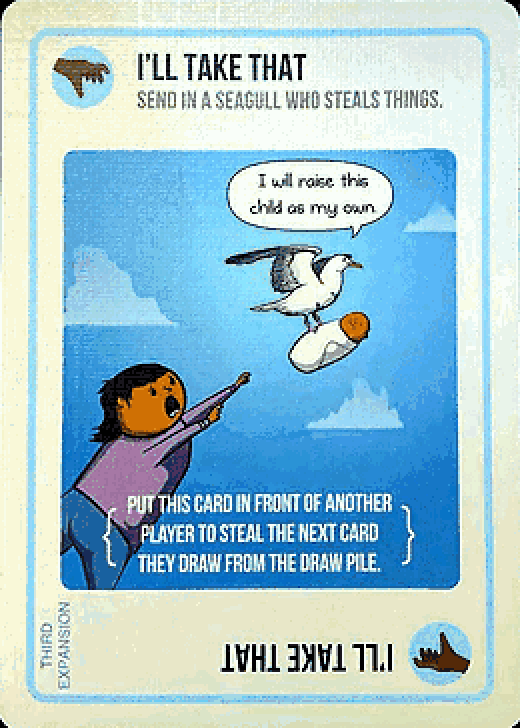 I'LL TAKE THAT
SEND IN A SEAGULL WHO STEALS THINGS.
I will raise this
child as my own
PUT THIS CARD IN FRONT OF ANOTHER
PLAYER TO STEAL THE NEXT CARD
THEY DRAW FROM THE DRAW PILE.
THIRD
EXPANSION
I'LL TAKE THAT